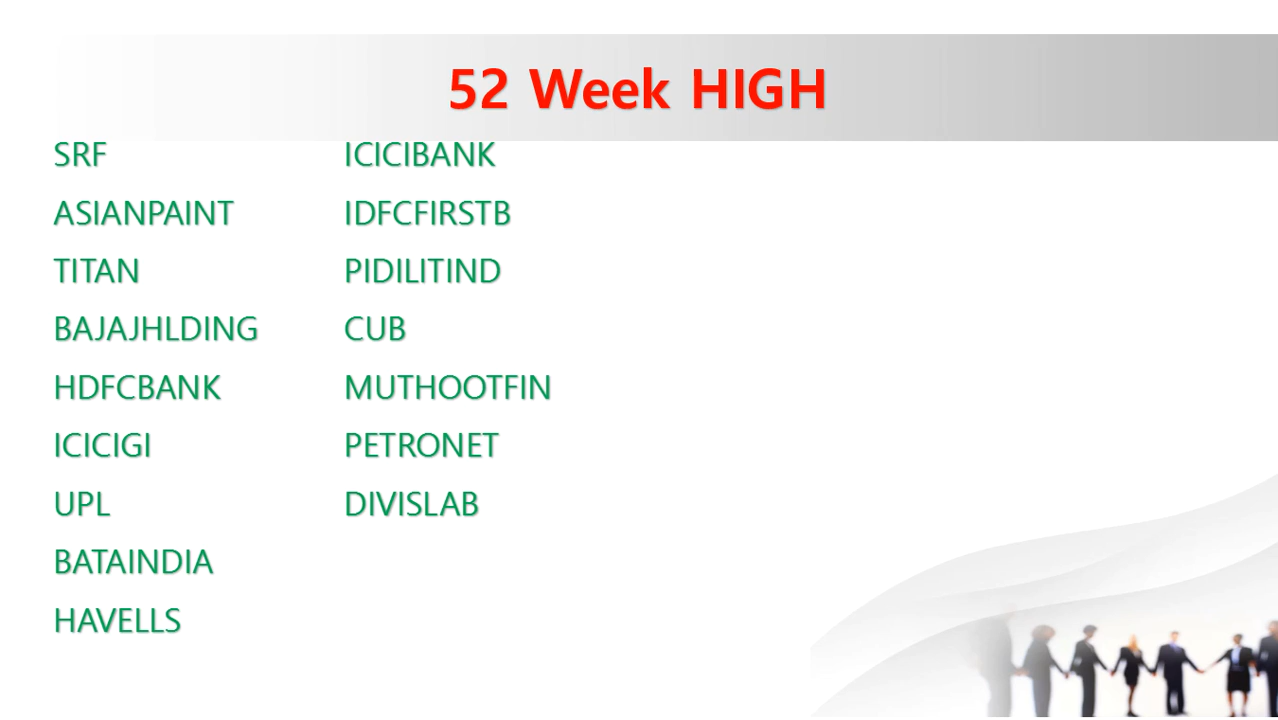 52 Week HIGH
SRF
ASIANPAINT
TITAN
BAJAJHLDING
HDFCBANK
ICICIGI
UPL
BATAINDIA
HAVELLS
ICICIBANK
IDFCFIRSTB
PIDILITIND
CUB
MUTHOOTFIN
PETRONET
DIVISLAB